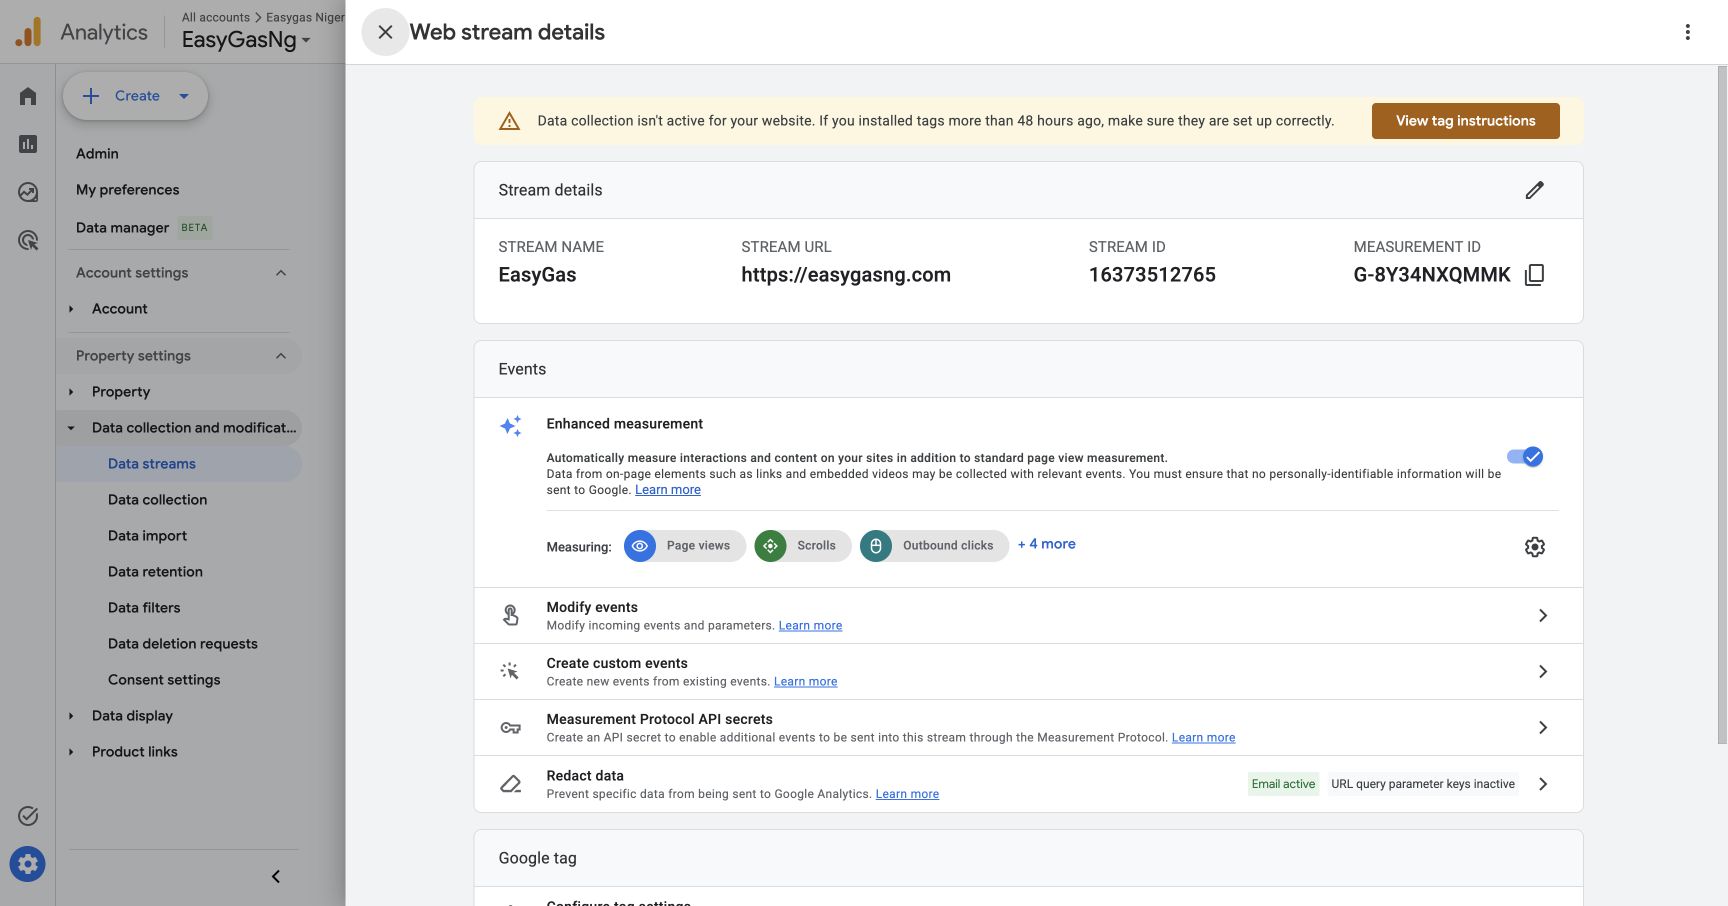 Analytics
All accounts > Easygas Niger
EasyGasNg
Web stream details
Create
Admin
My preferences
Data manager BETA
Account settings
Account
Property settings
Property
Data collection and modificat...
Data streams
Data collection
Data import
Data retention
Data filters
Data deletion requests
Consent settings
Data display
Product links
Data collection isn't active for your website. If you installed tags more than 48 hours ago, make sure they are set up correctly.
View tag instructions
Stream details
STREAM NAME
EasyGas
STREAM URL
https://easygasng.com
STREAM ID
16373512765
MEASUREMENT ID
G-8Y34NXQMMK
Events
Enhanced measurement
Automatically measure interactions and content on your sites in addition to standard page view measurement.
Data from on-page elements such as links and embedded videos may be collected with relevant events. You must ensure that no personally-identifiable information will be
sent to Google. Learn more
Measuring: Page views Scrolls Outbound clicks + 4 more
Modify events
Modify incoming events and parameters. Learn more
Create custom events
Create new events from existing events. Learn more
Measurement Protocol API secrets
Create an API secret to enable additional events to be sent into this stream through the Measurement Protocol. Learn more
Redact data
Prevent specific data from being sent to Google Analytics. Learn more
Email active URL query parameter keys inactive
Google tag
Configure tag settings